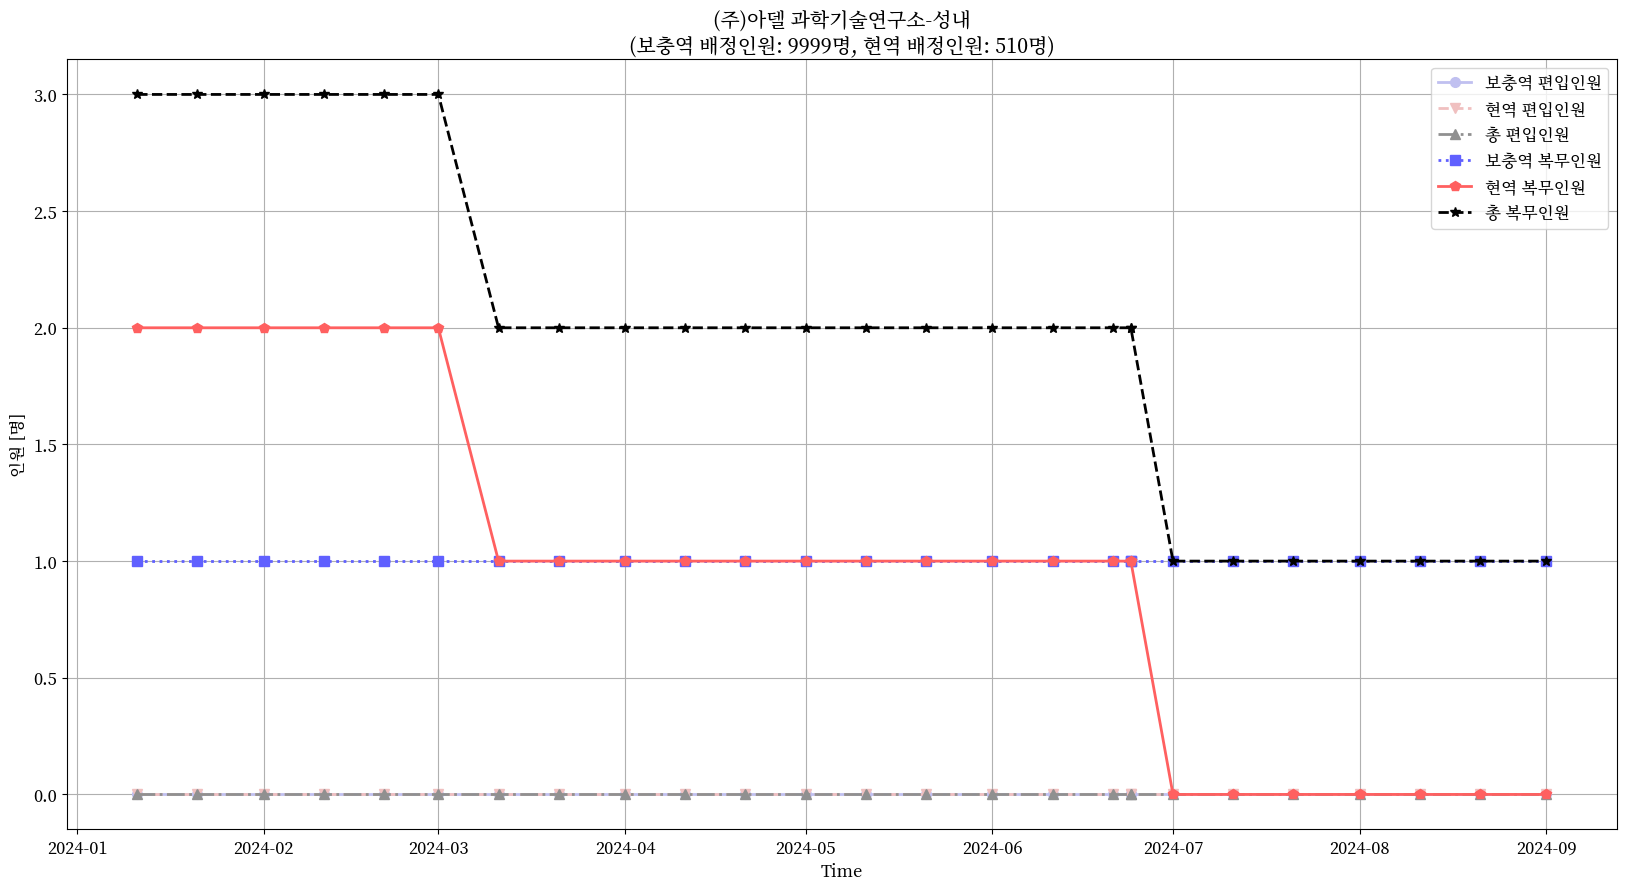 (주)아델 과학기술연구소-성내
(보충역 배정인원: 9999명, 현역 배정인원: 510명)
보충역 편입인원
현역 편입인원
총 편입인원
보충역 복무인원
현역 복무인원
총 복무인원
인원 [명]
3.0
2.5
2.0
1.5
1.0
0.5
0.0
2024-01 2024-02 2024-03 2024-04 2024-05 2024-06 2024-07 2024-08 2024-09
Time